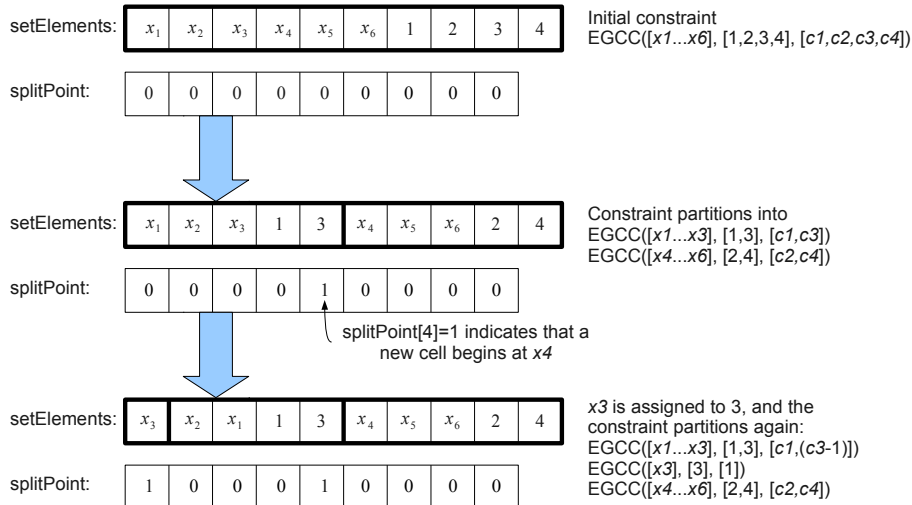 setElements: x1 x2 x3 x4 x5 x6 1 2 3 4
Initial constraint
EGCC([x1...x6], [1,2,3,4], [c1,c2,c3,c4])
splitPoint: 0 0 0 0 0 0 0 0 0
setElements: x1 x2 x3 1 3 x4 x5 x6 2 4
Constraint partitions into
EGCC([x1...x3], [1,3], [c1,c3])
EGCC([x4...x6], [2,4], [c2,c4])
splitPoint: 0 0 0 0 1 0 0 0 0
splitPoint[4]=1 indicates that a
new cell begins at x4
setElements: x3 x2 x1 1 3 x4 x5 x6 2 4
x3 is assigned to 3, and the
constraint partitions again:
EGCC([x1...x3], [1,3], [c1,(c3-1)])
EGCC([x3], [3], [1])
EGCC([x4...x6], [2,4], [c2,c4])
splitPoint: 1 0 0 0 1 0 0 0 0